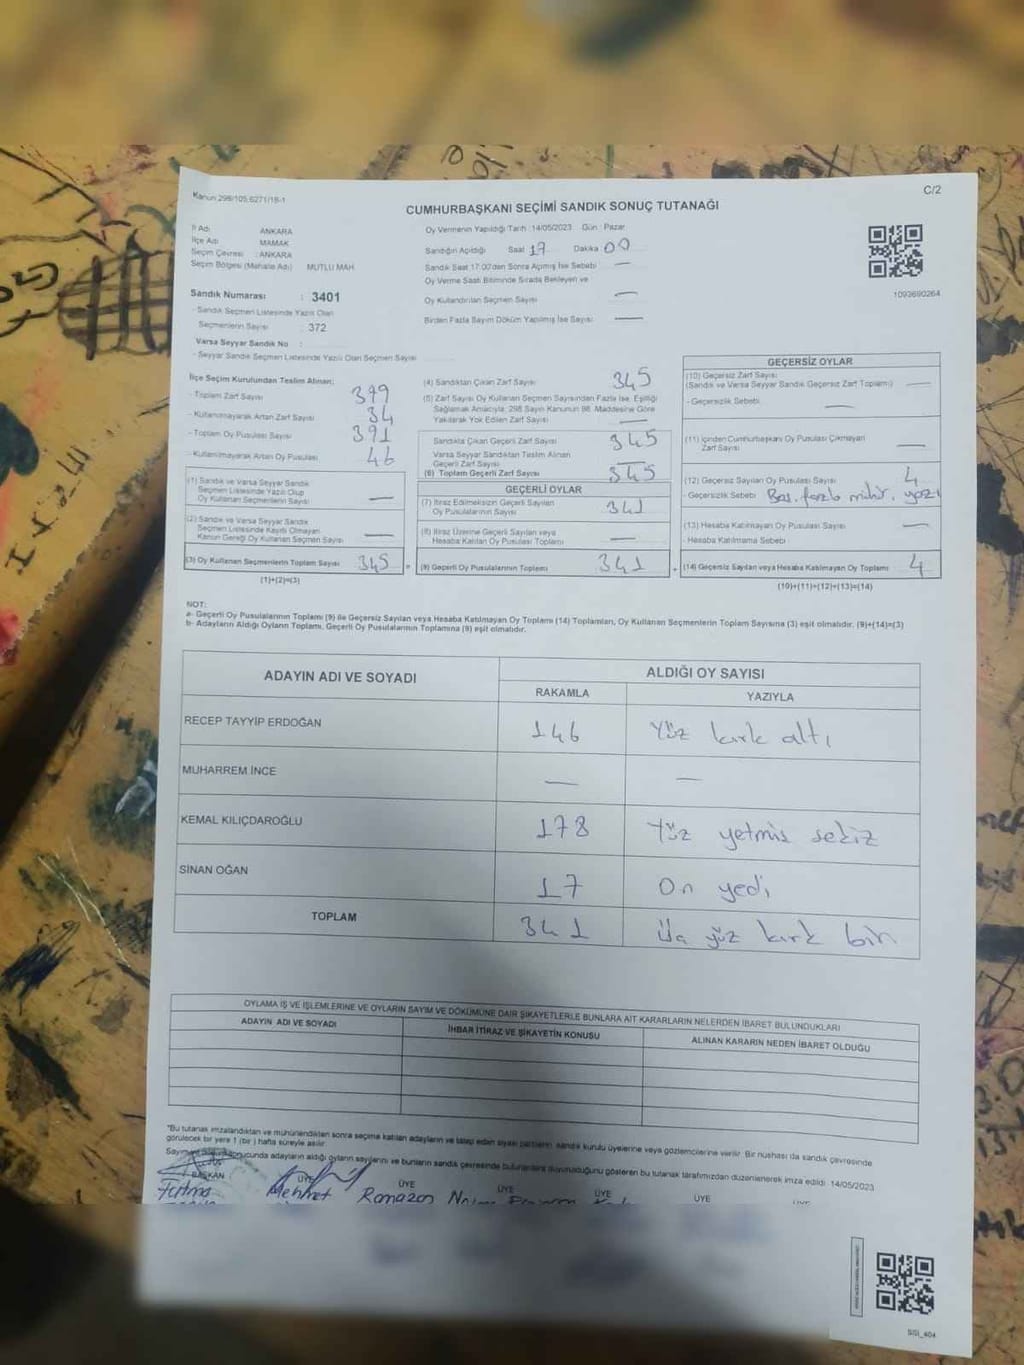 Kanun:298/105;6271/18-1
C/2
CUMHURBAŞKANI SEÇİMİ SANDIK SONUÇ TUTANAĞI
İl Adı ANKARA
İlçe Adı MAMAK
Seçim Çevresi : ANKARA
Seçim Bölgesi (Mahalle Adı) MUTLU MAH
Sandık Numarası : 3401
- Sandık Seçmen Listesinde Yazılı Olan
Seçmenlerin Sayısı : 372
Varsa Seyyar Sandık No :
- Seyyar Sandık Seçmen Listesinde Yazılı Olan Seçmen Sayısı
Oy Vermenin Yapıldığı Tarih :14/05/2023 Gün : Pazar
Sandığın Açıldığı Saat 17 Dakika 00
Sandık Saat 17:00'den Sonra Açılmış İse Sebebi —
Oy Verme Saati Bitiminde Sırada Bekleyen ve
Oy Kullandırılan Seçmen Sayısı —
Birden Fazla Sayım Döküm Yapılmış İse Sayısı —
1093690264
İlçe Seçim Kurulundan Teslim Alınan;
- Toplam Zarf Sayısı 379
- Kullanılmayarak Artan Zarf Sayısı 34
- Toplam Oy Pusulası Sayısı 391
- Kullanılmayarak Artan Oy Pusulası 46
(1) Sandık ve Varsa Seyyar Sandık
Seçmen Listesinde Yazılı Olup
Oy Kullanan Seçmenlerin Sayısı —
(2) Sandık ve Varsa Seyyar Sandık
Seçmen Listesinde Kayıtlı Olmayan
Kanun Gereği Oy Kullanan Seçmen Sayısı —
(3) Oy Kullanan Seçmenlerin Toplam Sayısı 345
(1)+(2)=(3)
(4) Sandıktan Çıkan Zarf Sayısı 345
(5) Zarf Sayısı Oy Kullanan Seçmen Sayısından Fazla İse, Eşitliği
Sağlamak Amacıyla; 298 Sayılı Kanunun 98. Maddesine Göre
Yakılarak Yok Edilen Zarf Sayısı —
Sandıkta Çıkan Geçerli Zarf Sayısı 345
Varsa Seyyar Sandıktan Teslim Alınan
Geçerli Zarf Sayısı —
(6) Toplam Geçerli Zarf Sayısı 345
GEÇERLİ OYLAR
(7) İtiraz Edilmeksizin Geçerli Sayılan
Oy Pusulalarının Sayısı 341
(8) İtiraz Üzerine Geçerli Sayılan veya
Hesaba Katılan Oy Pusulası Toplamı —
(9) Geçerli Oy Pusulalarının Toplamı 341
GEÇERSİZ OYLAR
(10) Geçersiz Zarf Sayısı
(Sandık ve Varsa Seyyar Sandık Geçersiz Zarf Toplamı) —
- Geçersizlik Sebebi —
(11) İçinden Cumhurbaşkanı Oy Pusulası Çıkmayan
Zarf Sayısı —
(12) Geçersiz Sayılan Oy Pusulası Sayısı 4
Geçersizlik Sebebi Boş, fazla mühür, yazı
(13) Hesaba Katılmayan Oy Pusulası Sayısı —
- Hesaba Katılmama Sebebi
(14) Geçersiz Sayılan veya Hesaba Katılmayan Oy Toplamı 4
(10)+(11)+(12)+(13)=(14)
NOT:
a- Geçerli Oy Pusulalarının Toplamı (9) ile Geçersiz Sayılan veya Hesaba Katılmayan Oy Toplamı (14) Toplamları, Oy Kullanan Seçmenlerin Toplam Sayısına (3) eşit olmalıdır. (9)+(14)=(3)
b- Adayların Aldığı Oyların Toplamı, Geçerli Oy Pusulalarının Toplamına (9) eşit olmalıdır.
ADAYIN ADI VE SOYADI
ALDIĞI OY SAYISI
RAKAMLA YAZIYLA
RECEP TAYYİP ERDOĞAN 146 Yüz kırk altı
MUHARREM İNCE — —
KEMAL KILIÇDAROĞLU 178 Yüz yetmiş sekiz
SİNAN OĞAN 17 On yedi
TOPLAM 341 üç yüz kırk bir
OYLAMA İŞ VE İŞLEMLERİNE VE OYLARIN SAYIM VE DÖKÜMÜNE DAİR ŞİKAYETLERLE BUNLARA AİT KARARLARIN NELERDEN İBARET BULUNDUKLARI
ADAYIN ADI VE SOYADI İHBAR İTİRAZ VE ŞİKAYETİN KONUSU ALINAN KARARIN NEDEN İBARET OLDUĞU
*Bu tutanak imzalandıktan ve mühürlendikten sonra seçime katılan adayların ve talep eden siyasi partilerin sandık kurulu üyelerine veya gözlemcilerine verilir. Bir nüshası da sandık çevresinde
görülecek bir yere 1 (bir) hafta süreyle asılır.
sonucunda adayların aldığı oyların sayılarını ve bunların sandık çevresinde bulunanlara duyurulduğunu gösteren bu tutanak tarafımızdan düzenlenerek imza edildi. 14/05/2023
BAŞKAN ÜYE ÜYE ÜYE ÜYE ÜYE
Fatma Mehmet Ramazan